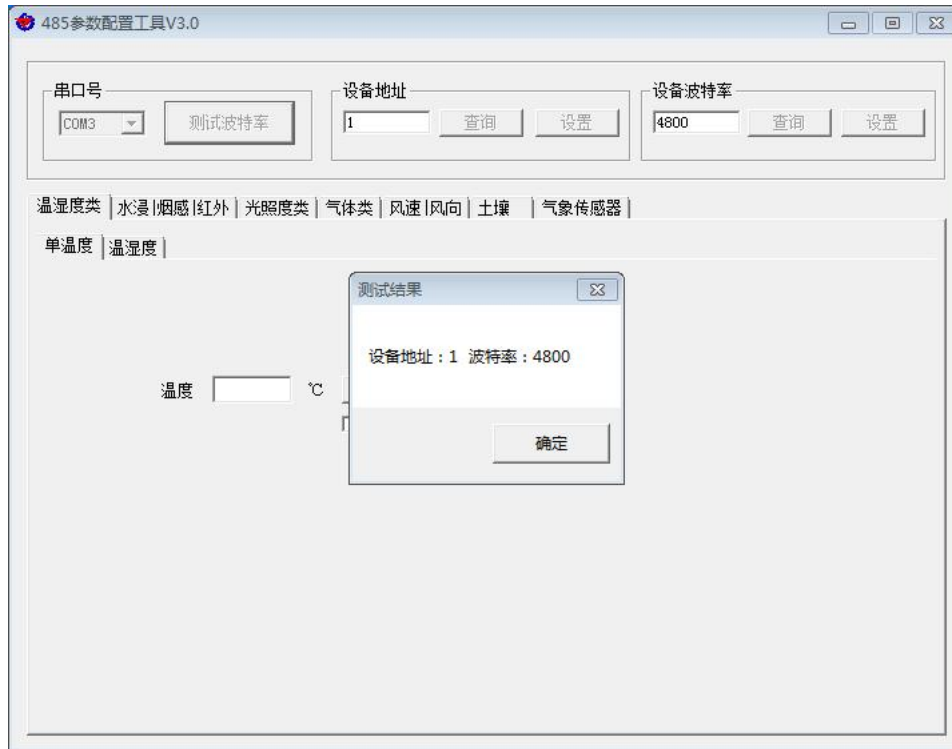 485参数配置工具V3.0
串口号
COM3
测试波特率
设备地址
1
查询
设置
设备波特率
4800
查询
设置
温湿度类 水浸|烟感|红外 光照度类 气体类 风速|风向 土壤 气象传感器
单温度 温湿度
测试结果
设备地址：1 波特率：4800
温度 ℃
确定